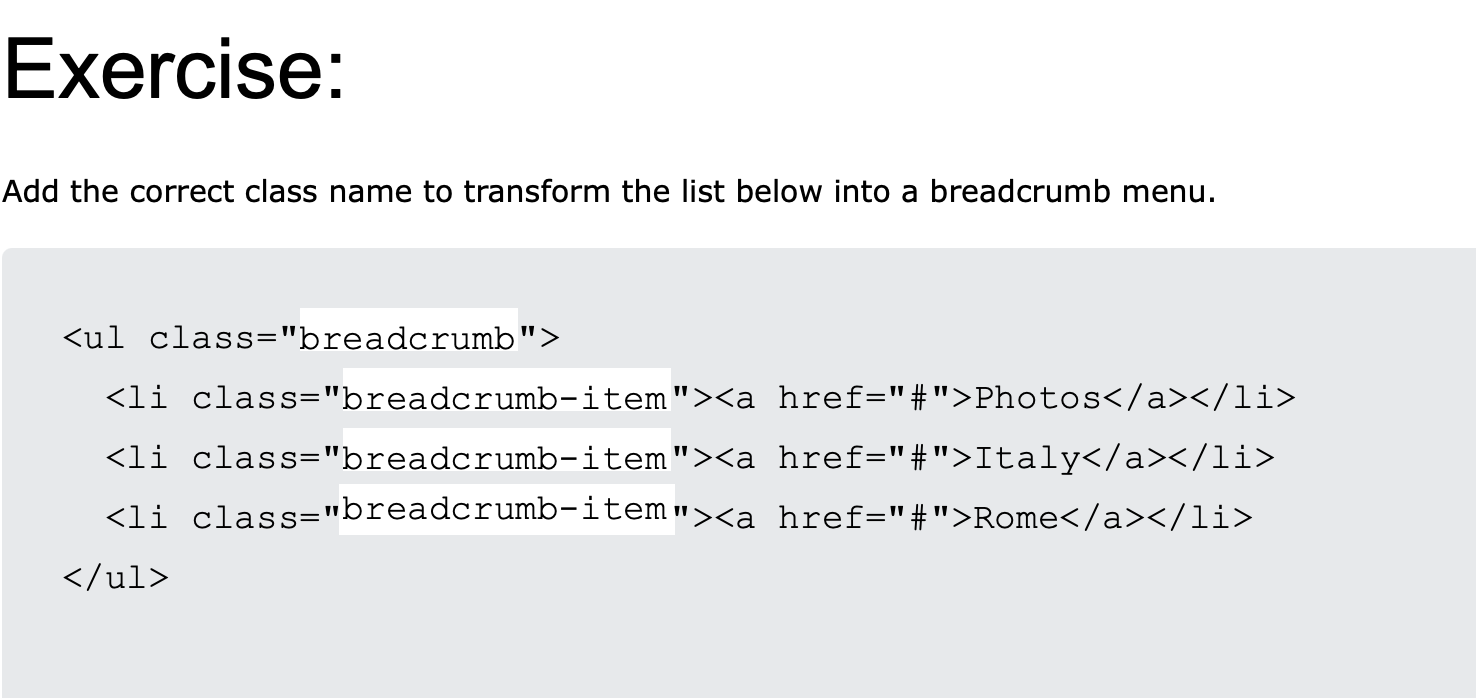 Exercise:
Add the correct class name to transform the list below into a breadcrumb menu.
<ul class="breadcrumb">
  <li class="breadcrumb-item"><a href="#">Photos</a></li>
  <li class="breadcrumb-item"><a href="#">Italy</a></li>
  <li class="breadcrumb-item"><a href="#">Rome</a></li>
</ul>